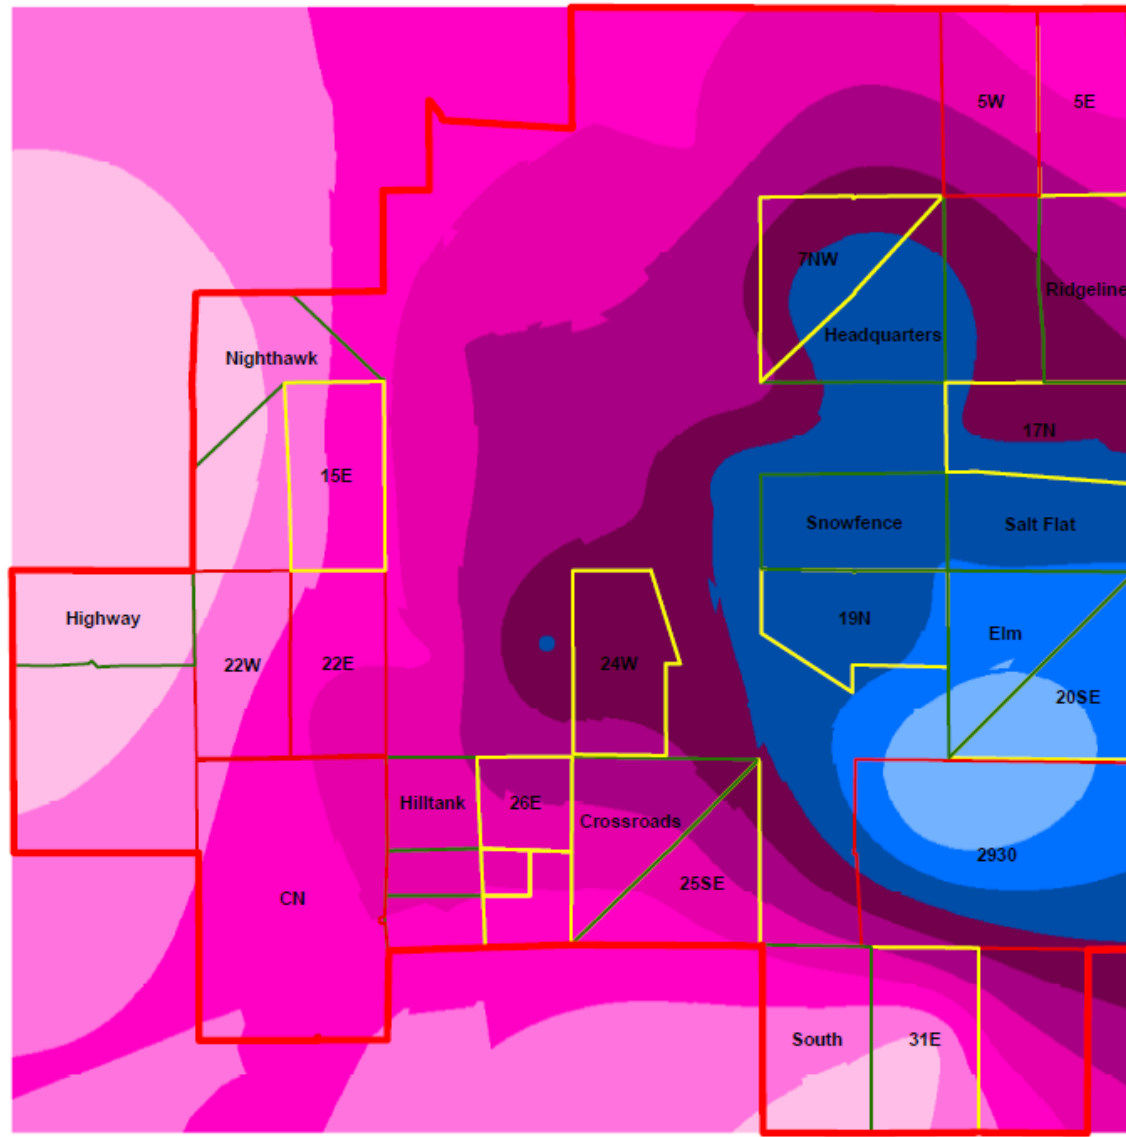 5W
5E
7NW
Ridgeline
Headquarters
Nighthawk
17N
15E
Snowfence
Salt Flat
Highway
19N
Elm
22W
22E
24W
20SE
Hilltank
26E
Crossroads
2930
25SE
CN
South
31E